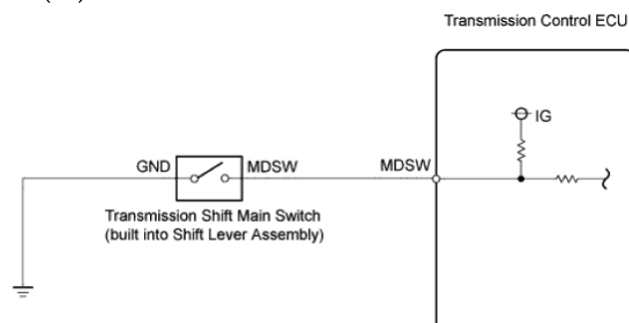 Transmission Control ECU
IG
GND
MDSW
MDSW
Transmission Shift Main Switch
(built into Shift Lever Assembly)